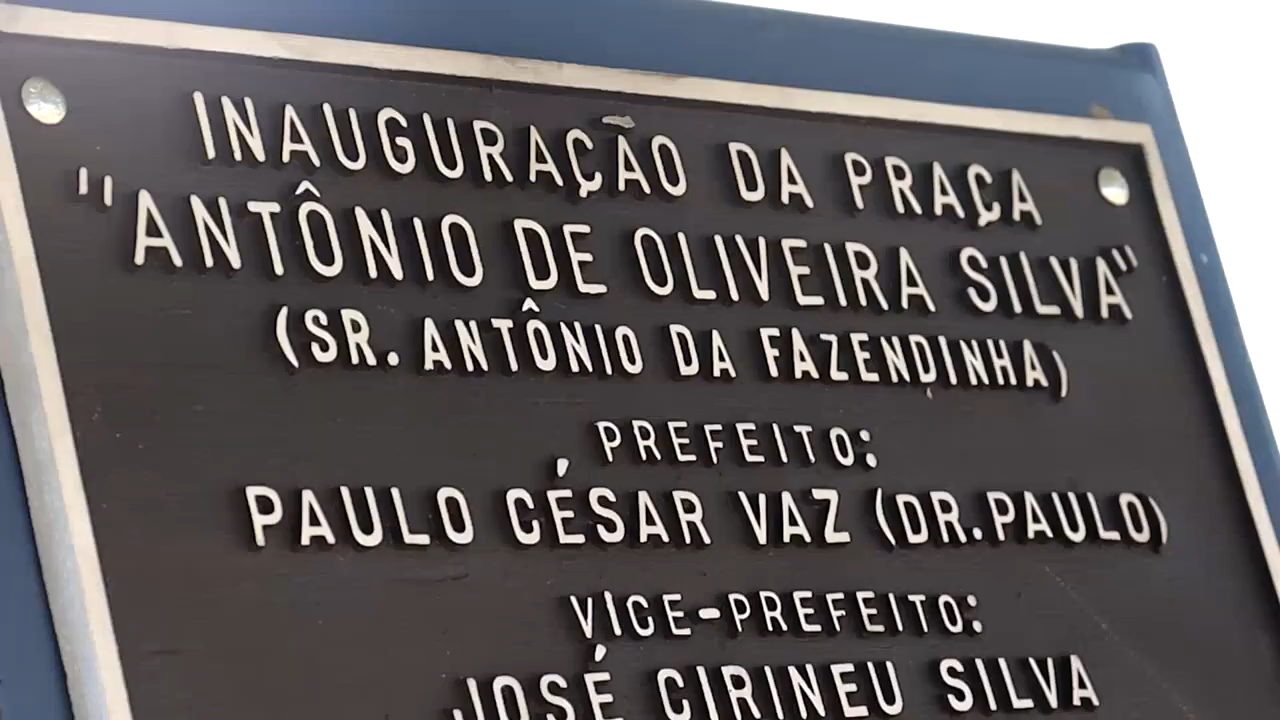 INAUGURAÇÃO DA PRAÇA
"ANTÔNIO DE OLIVEIRA SILVA"
(SR. ANTÔNIO DA FAZENDINHA)
PREFEITO:
PAULO CÉSAR VAZ (DR.PAULO)
VICE-PREFEITO:
JOSÉ CIRINEU SILVA